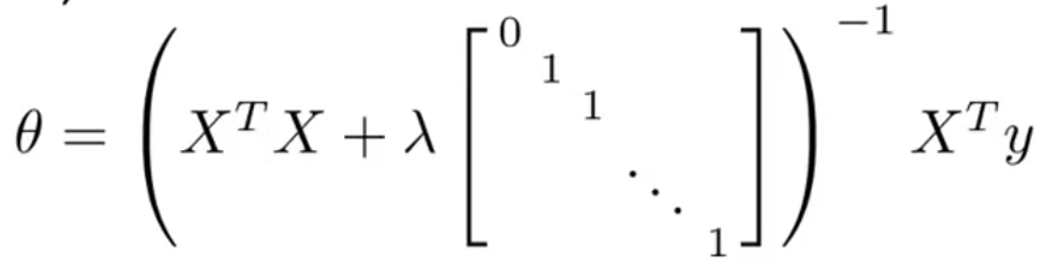 θ = (XᵀX + λ [0 1 1 ⋱ 1])⁻¹ Xᵀy